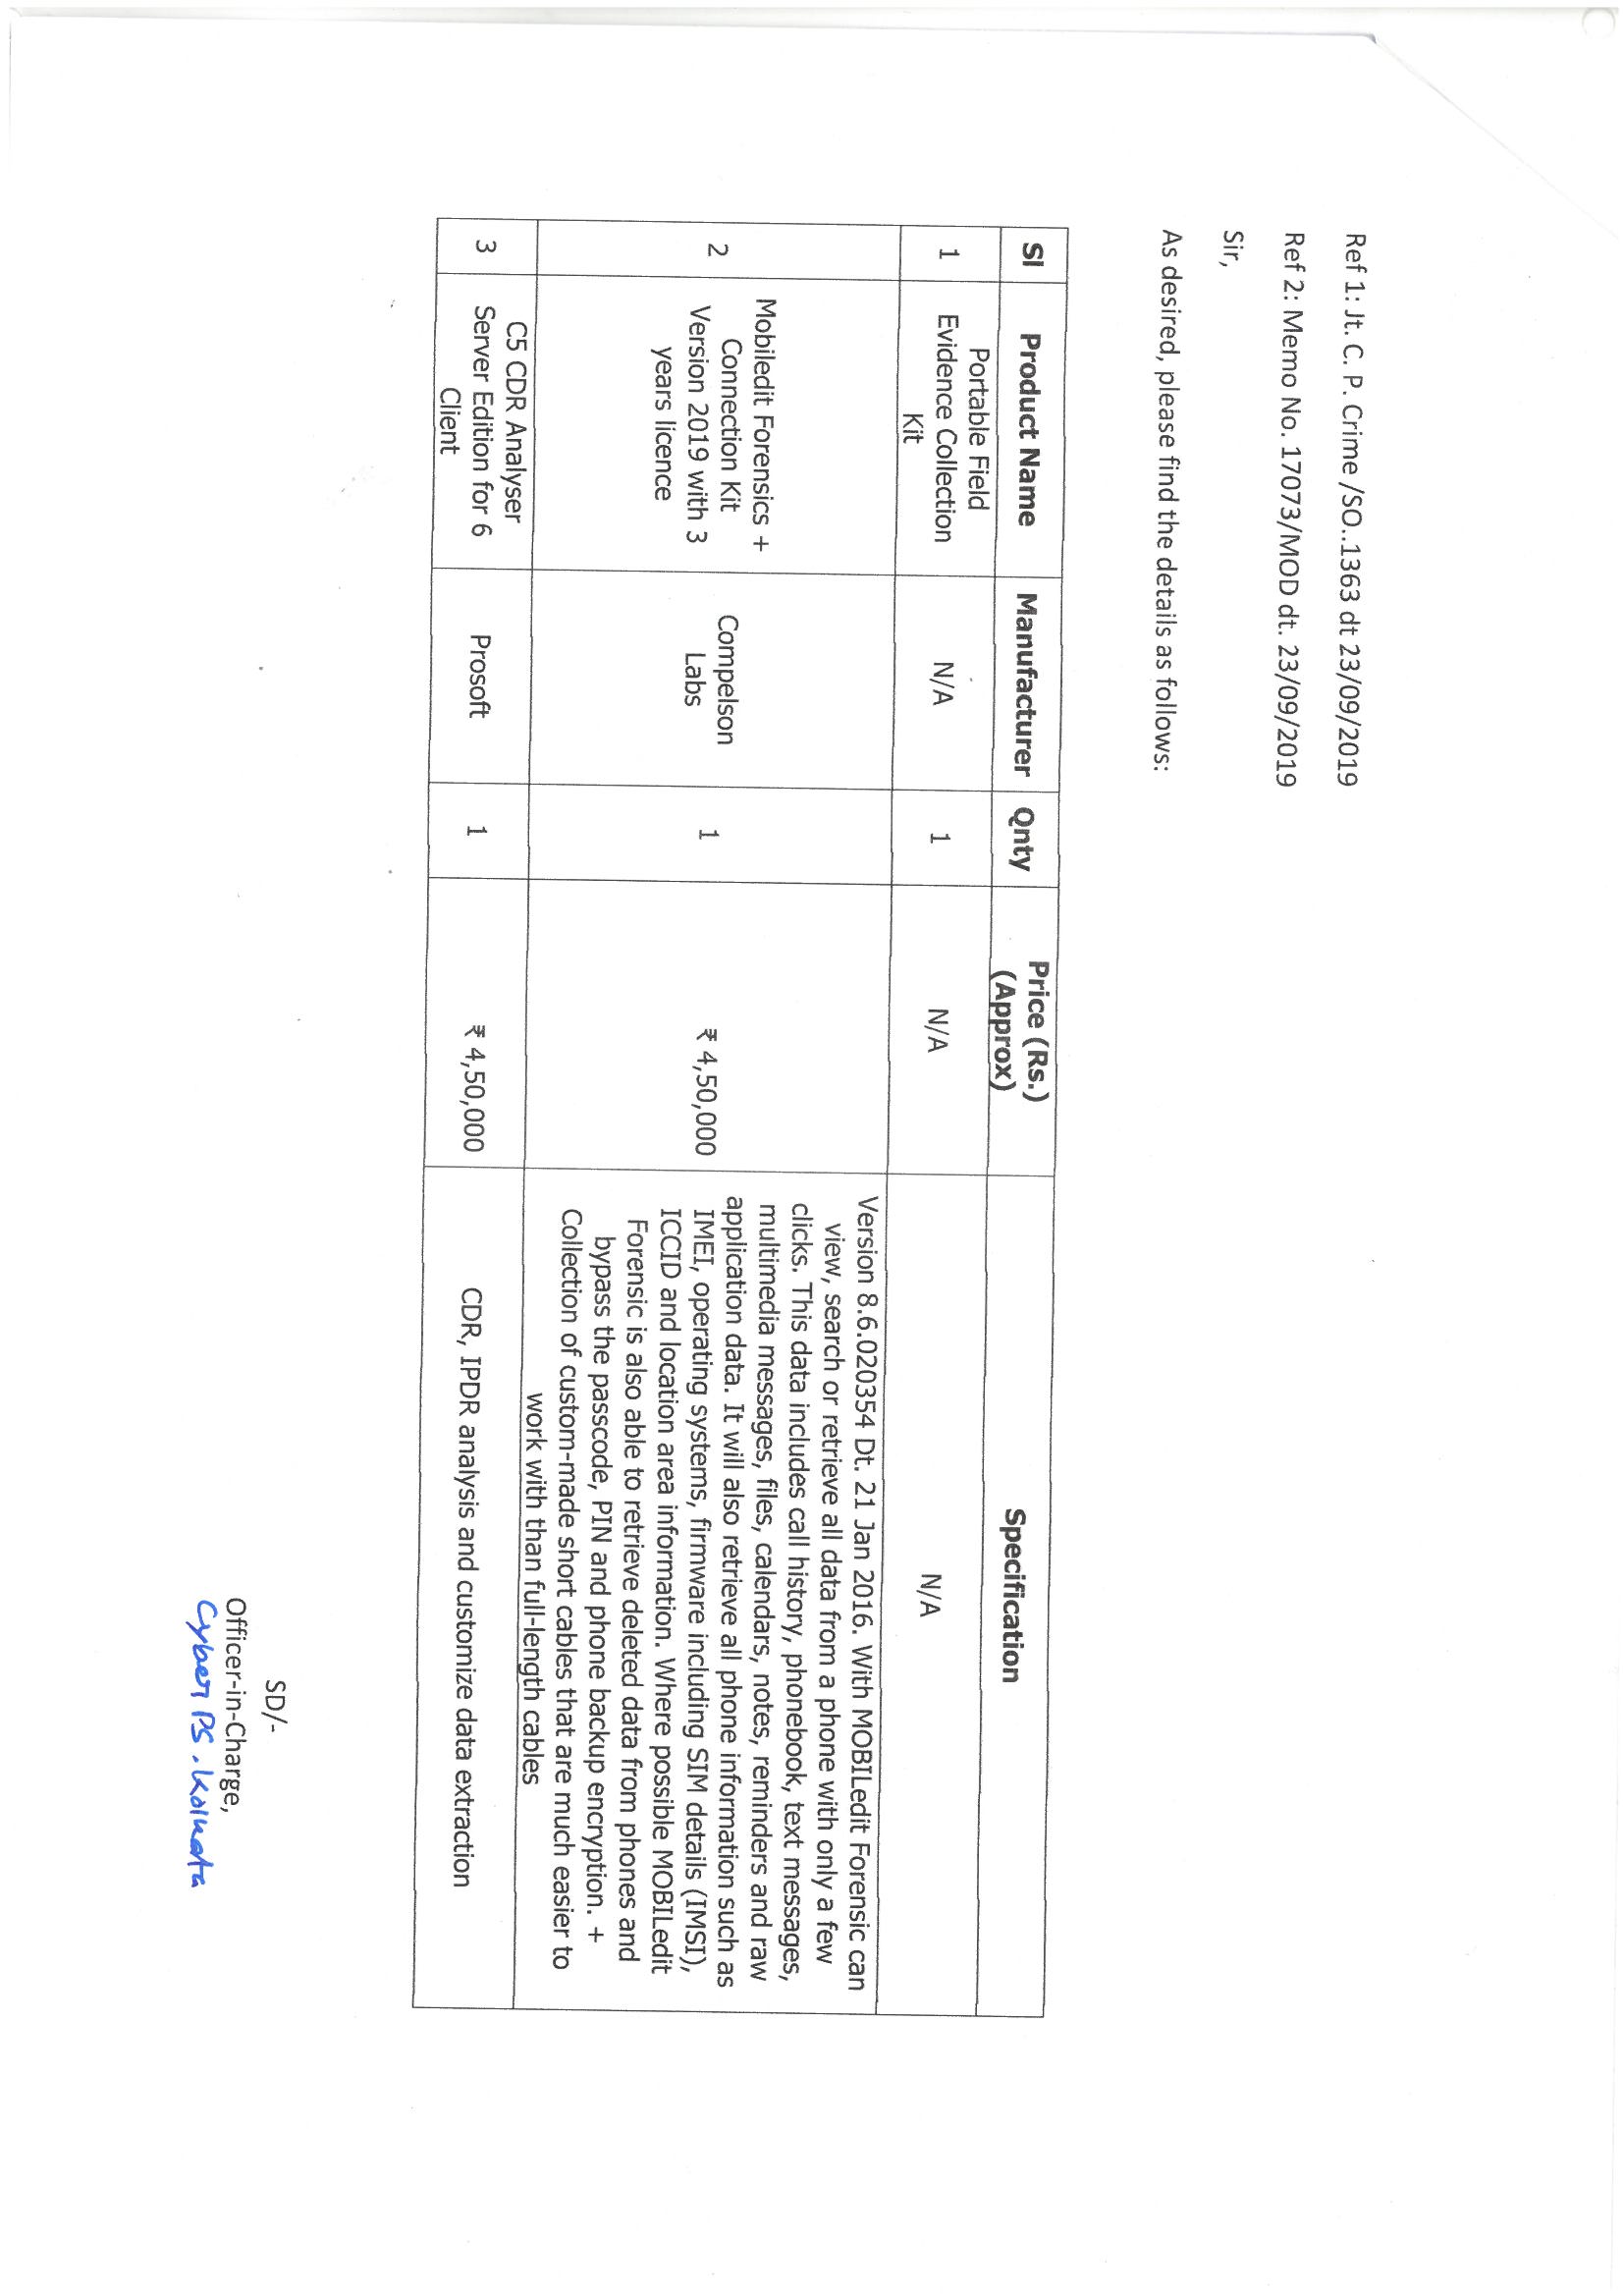 Ref 1: Jt. C. P. Crime /SO..1363 dt 23/09/2019
Ref 2: Memo No. 17073/MOD dt. 23/09/2019
Sir,
As desired, please find the details as follows:
Sl Product Name Manufacturer Qnty Price (Rs.) (Approx) Specification
1
Portable Field
Evidence Collection
Kit
N/A
1
N/A
N/A
2
Mobiledit Forensics +
Connection Kit
Version 2019 with 3
years licence
Compelson
Labs
1
₹ 4,50,000
Version 8.6.020354 Dt. 21 Jan 2016. With MOBILedit Forensic can
view, search or retrieve all data from a phone with only a few
clicks. This data includes call history, phonebook, text messages,
multimedia messages, files, calendars, notes, reminders and raw
application data. It will also retrieve all phone information such as
IMEI, operating systems, firmware including SIM details (IMSI),
ICCID and location area information. Where possible MOBILedit
Forensic is also able to retrieve deleted data from phones and
bypass the passcode, PIN and phone backup encryption. +
Collection of custom-made short cables that are much easier to
work with than full-length cables
3
C5 CDR Analyser
Server Edition for 6
Client
Prosoft
1
₹ 4,50,000
CDR, IPDR analysis and customize data extraction
SD/-
Officer-in-Charge,
Cyber PS. Kolkata